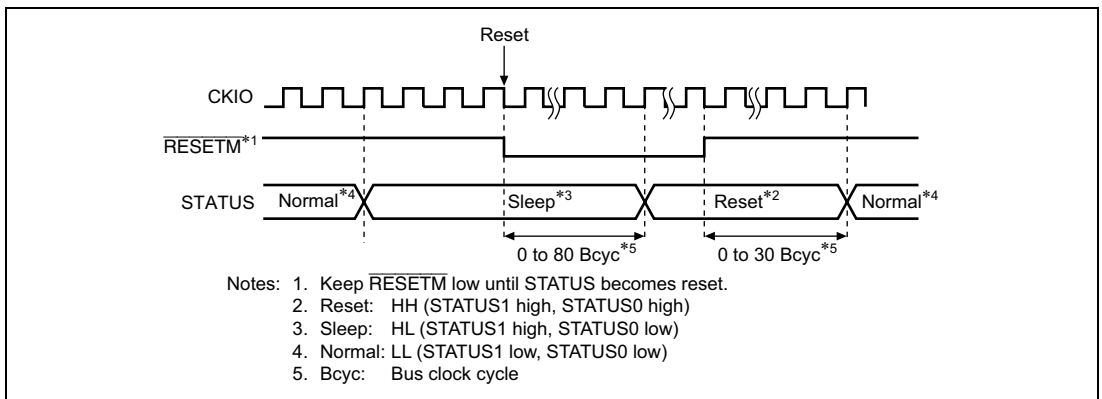 Reset
CKIO
RESETM*1
STATUS Normal*4 Sleep*3 Reset*2 Normal*4
0 to 80 Bcyc*5 0 to 30 Bcyc*5
Notes: 1. Keep RESETM low until STATUS becomes reset.
2. Reset: HH (STATUS1 high, STATUS0 high)
3. Sleep: HL (STATUS1 high, STATUS0 low)
4. Normal: LL (STATUS1 low, STATUS0 low)
5. Bcyc: Bus clock cycle